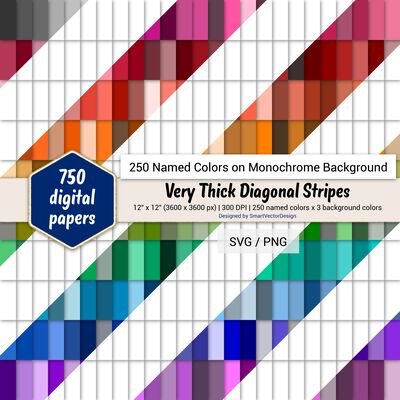 250 Named Colors on Monochrome Background
750
digital
papers
Very Thick Diagonal Stripes
12" x 12" (3600 x 3600 px) | 300 DPI | 250 named colors x 3 background colors
Designed by SmartVectorDesign
SVG / PNG